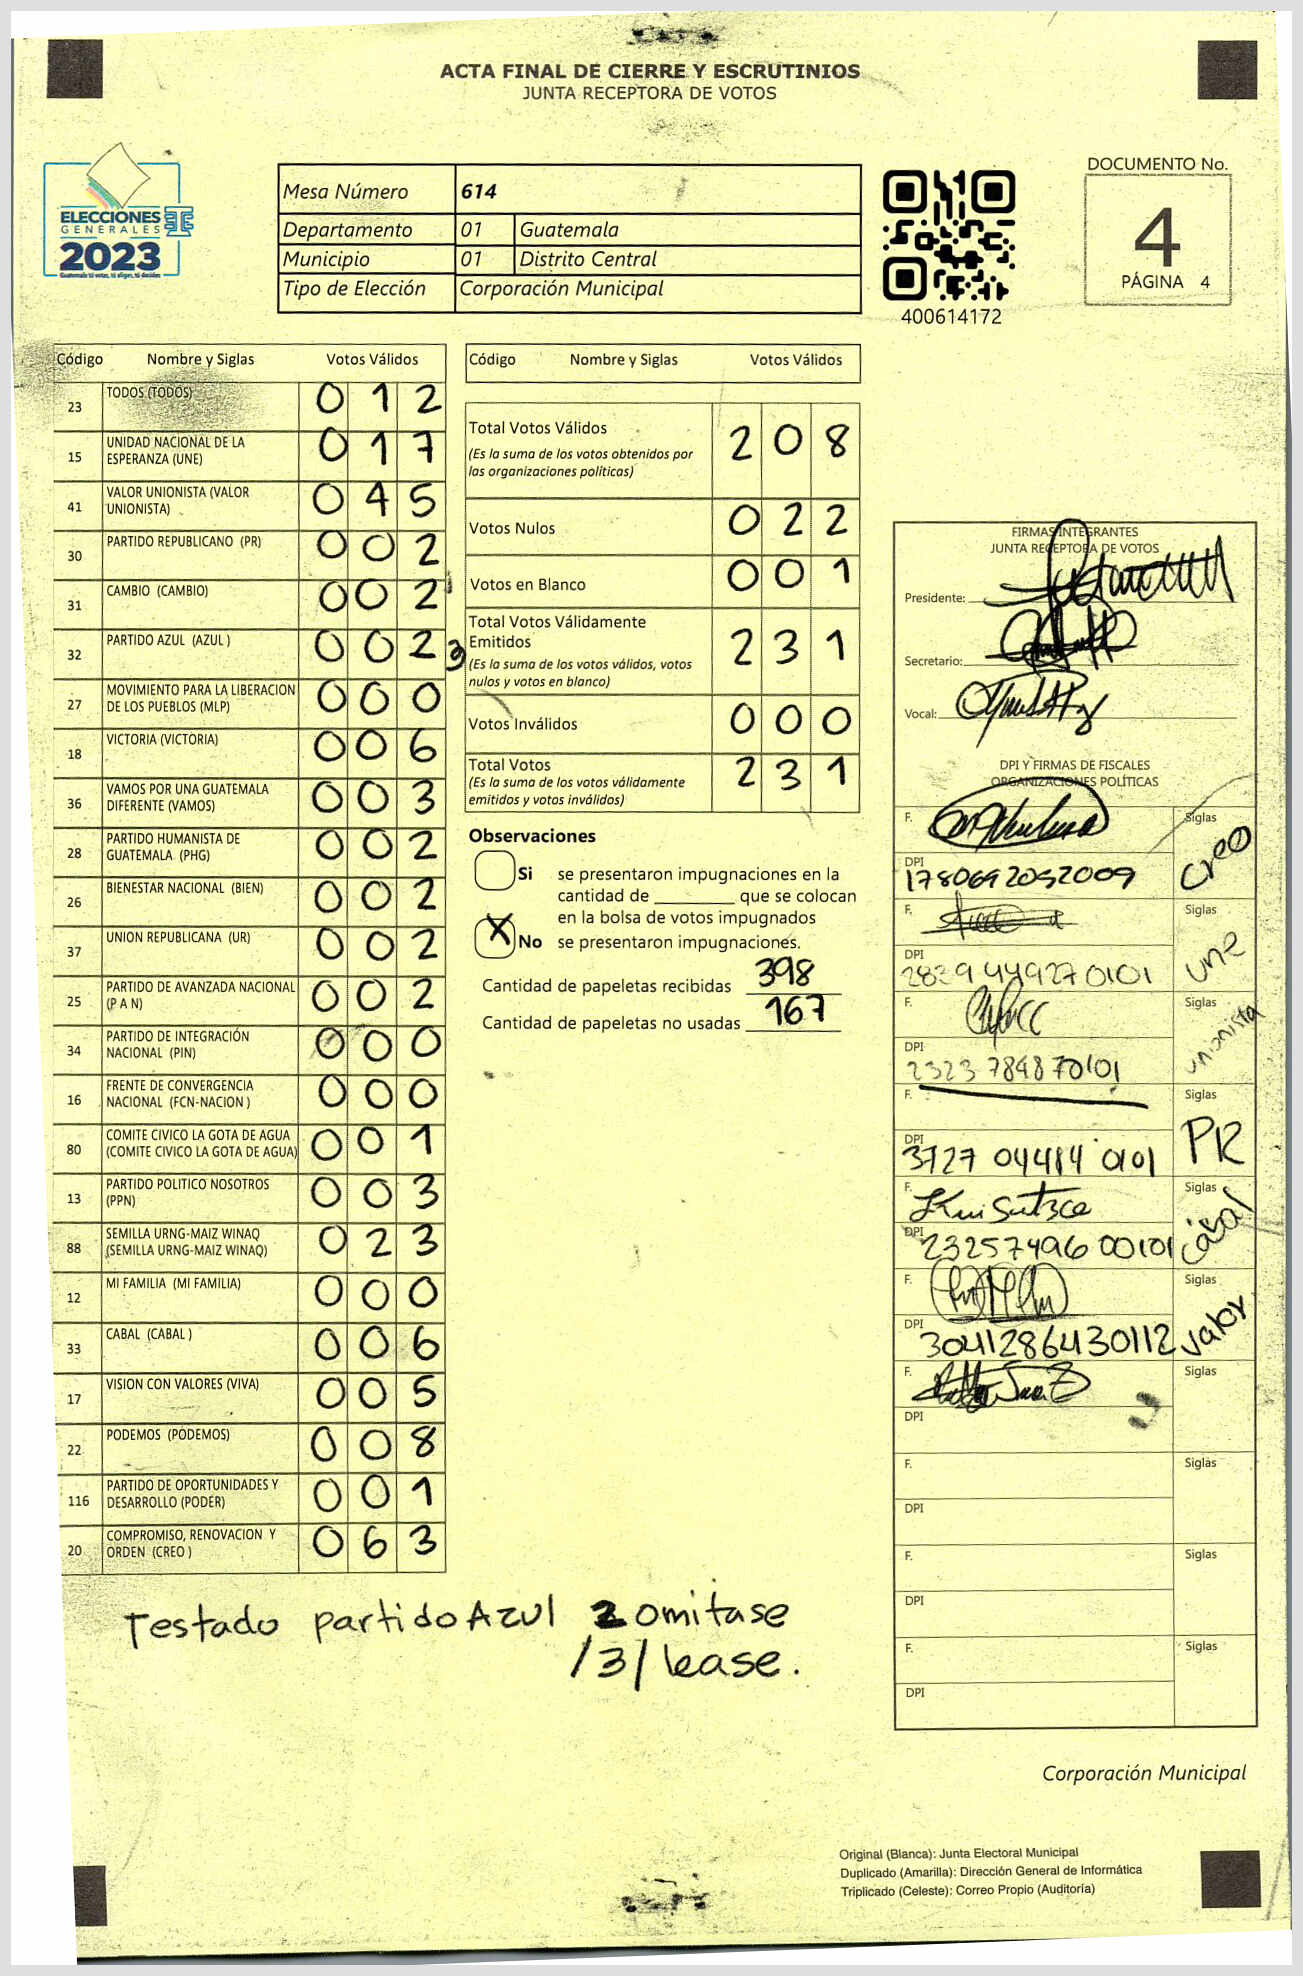 ACTA FINAL DE CIERRE Y ESCRUTINIOS
JUNTA RECEPTORA DE VOTOS
ELECCIONES
GENERALES
2023
Mesa Número 614
Departamento 01 Guatemala
Municipio 01 Distrito Central
Tipo de Elección Corporación Municipal
400614172
DOCUMENTO No.
4
PÁGINA 4
Código Nombre y Siglas Votos Válidos
23 TODOS (TODOS) 0 1 2
15 UNIDAD NACIONAL DE LA
ESPERANZA (UNE) 0 1 7
41 VALOR UNIONISTA (VALOR
UNIONISTA) 0 4 5
30 PARTIDO REPUBLICANO (PR) 0 0 2
31 CAMBIO (CAMBIO) 0 0 2
32 PARTIDO AZUL (AZUL ) 0 0 2 3
27 MOVIMIENTO PARA LA LIBERACION
DE LOS PUEBLOS (MLP) 0 0 0
18 VICTORIA (VICTORIA) 0 0 6
36 VAMOS POR UNA GUATEMALA
DIFERENTE (VAMOS) 0 0 3
28 PARTIDO HUMANISTA DE
GUATEMALA (PHG) 0 0 2
26 BIENESTAR NACIONAL (BIEN) 0 0 2
37 UNION REPUBLICANA (UR) 0 0 2
25 PARTIDO DE AVANZADA NACIONAL
(P A N) 0 0 2
34 PARTIDO DE INTEGRACIÓN
NACIONAL (PIN) 0 0 0
16 FRENTE DE CONVERGENCIA
NACIONAL (FCN-NACION ) 0 0 0
80 COMITE CIVICO LA GOTA DE AGUA
(COMITE CIVICO LA GOTA DE AGUA) 0 0 1
13 PARTIDO POLITICO NOSOTROS
(PPN) 0 0 3
88 SEMILLA URNG-MAIZ WINAQ
(SEMILLA URNG-MAIZ WINAQ) 0 2 3
12 MI FAMILIA (MI FAMILIA) 0 0 0
33 CABAL (CABAL ) 0 0 6
17 VISION CON VALORES (VIVA) 0 0 5
22 PODEMOS (PODEMOS) 0 0 8
116 PARTIDO DE OPORTUNIDADES Y
DESARROLLO (PODER) 0 0 1
20 COMPROMISO, RENOVACION Y
ORDEN (CREO ) 0 6 3
Código Nombre y Siglas Votos Válidos
Total Votos Válidos 2 0 8
(Es la suma de los votos obtenidos por
las organizaciones políticas)
Votos Nulos 0 2 2
Votos en Blanco 0 0 1
Total Votos Válidamente
Emitidos 2 3 1
(Es la suma de los votos válidos, votos
nulos y votos en blanco)
Votos Inválidos 0 0 0
Total Votos 2 3 1
(Es la suma de los votos válidamente
emitidos y votos inválidos)
Observaciones
Si se presentaron impugnaciones en la
cantidad de ________ que se colocan
en la bolsa de votos impugnados
X No se presentaron impugnaciones.
Cantidad de papeletas recibidas 398
Cantidad de papeletas no usadas 167
FIRMAS INTEGRANTES
JUNTA RECEPTORA DE VOTOS
Presidente:
Secretario:
Vocal:
DPI Y FIRMAS DE FISCALES
ORGANIZACIONES POLÍTICAS
F. Siglas
DPI 1780692052009 Creo
F. Siglas
DPI 2839 449270101 une
F. Siglas
DPI 2323 784870101 unionista
F. Siglas
DPI 3727 04484 0101 PR
F. Siglas
DPI 232574960 0101 cabal
F. Siglas
DPI 3041286430112 valor
F. Siglas
DPI
F. Siglas
DPI
F. Siglas
DPI
F. Siglas
DPI
Testado partido Azul 2 omitase
/3/ lease.
Corporación Municipal
Original (Blanca): Junta Electoral Municipal
Duplicado (Amarilla): Dirección General de Informática
Triplicado (Celeste): Correo Propio (Auditoría)